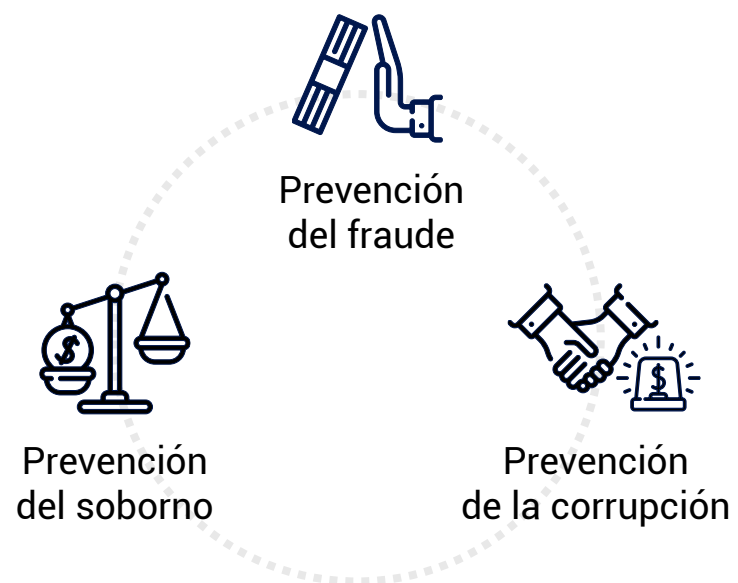 Prevención
del fraude
Prevención
del soborno
Prevención
de la corrupción